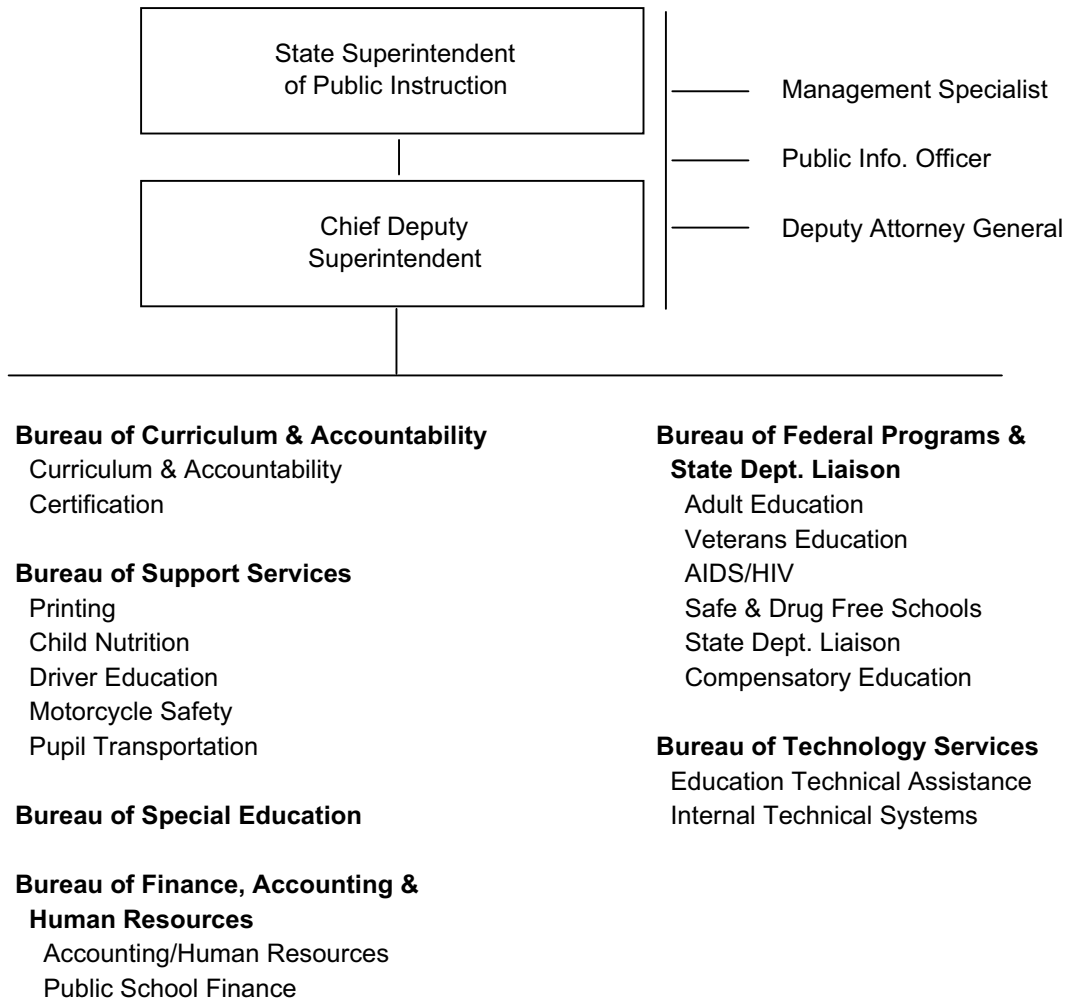 State Superintendent
of Public Instruction
Management Specialist
Public Info. Officer
Chief Deputy
Superintendent
Deputy Attorney General
Bureau of Curriculum & Accountability
Curriculum & Accountability
Certification
Bureau of Support Services
Printing
Child Nutrition
Driver Education
Motorcycle Safety
Pupil Transportation
Bureau of Special Education
Bureau of Finance, Accounting &
Human Resources
Accounting/Human Resources
Public School Finance
Bureau of Federal Programs &
State Dept. Liaison
Adult Education
Veterans Education
AIDS/HIV
Safe & Drug Free Schools
State Dept. Liaison
Compensatory Education
Bureau of Technology Services
Education Technical Assistance
Internal Technical Systems